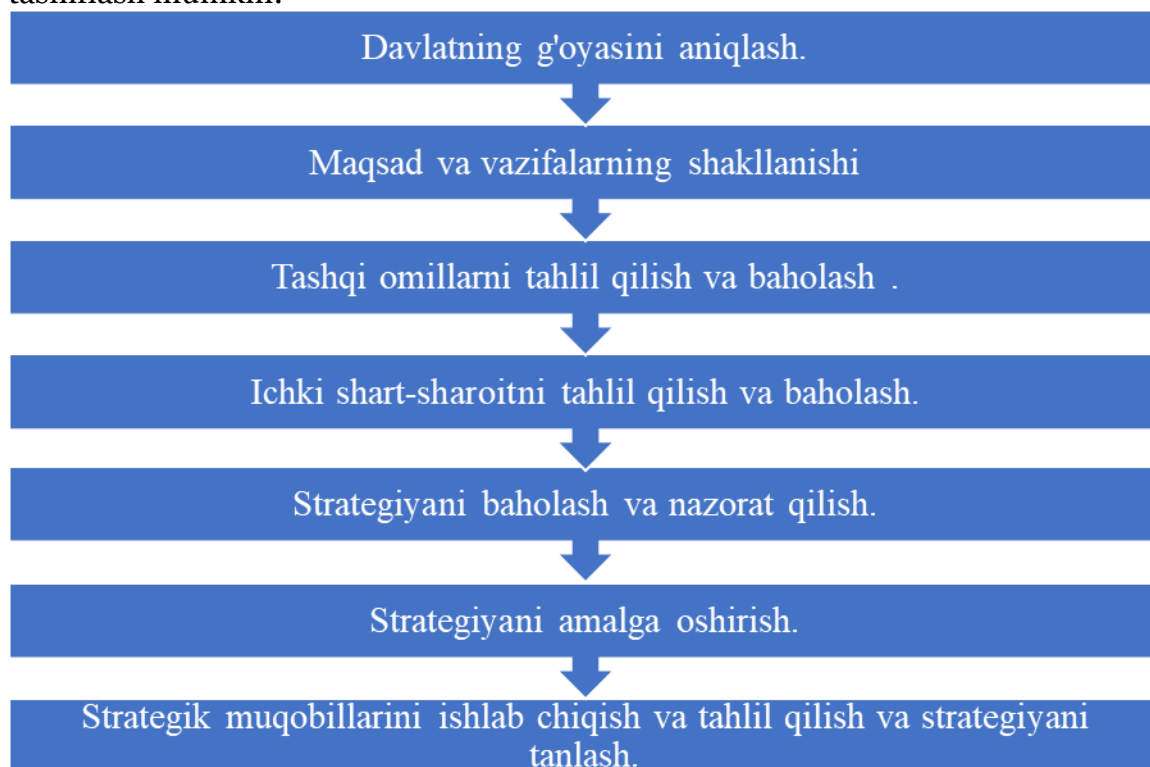 Davlatning g'oyasini aniqlash.
Maqsad va vazifalarning shakllanishi
Tashqi omillarni tahlil qilish va baholash .
Ichki shart-sharoitni tahlil qilish va baholash.
Strategiyani baholash va nazorat qilish.
Strategiyani amalga oshirish.
Strategik muqobillarini ishlab chiqish va tahlil qilish va strategiyani
tanlash.